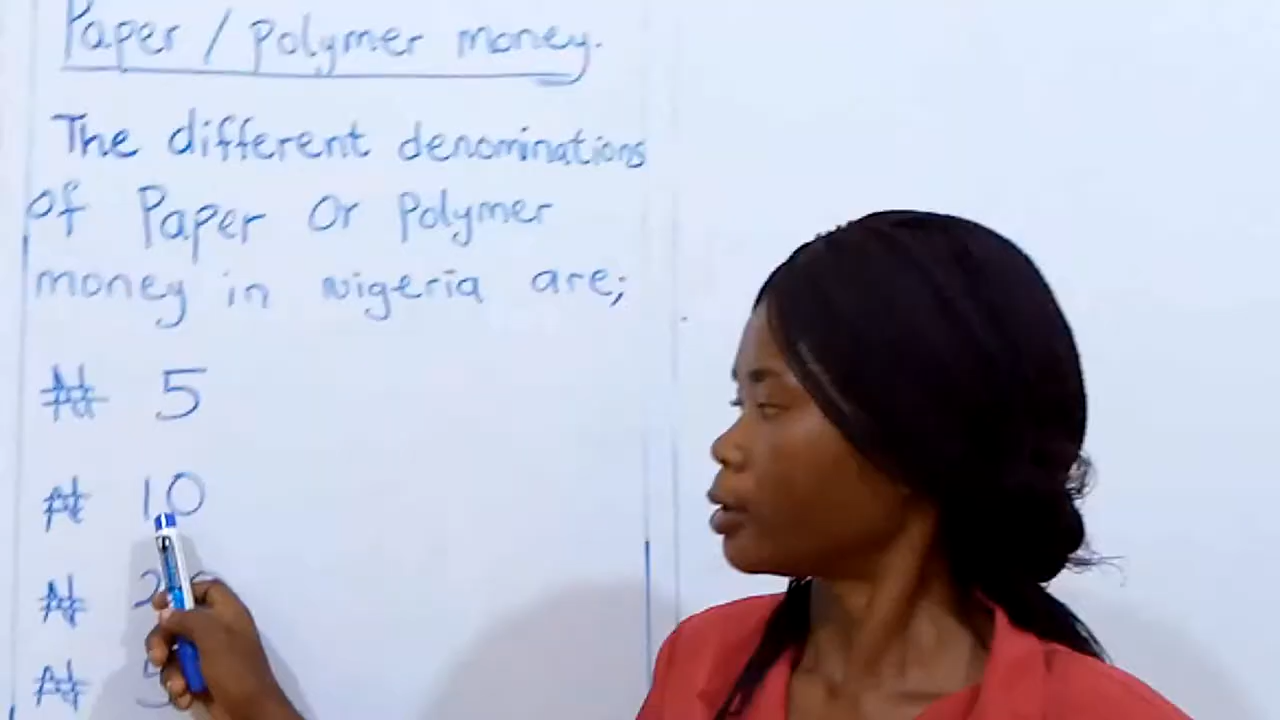 Paper / polymer money.
The different denominations
of Paper Or Polymer
money in nigeria are;
₦ 5
₦ 10
₦
₦